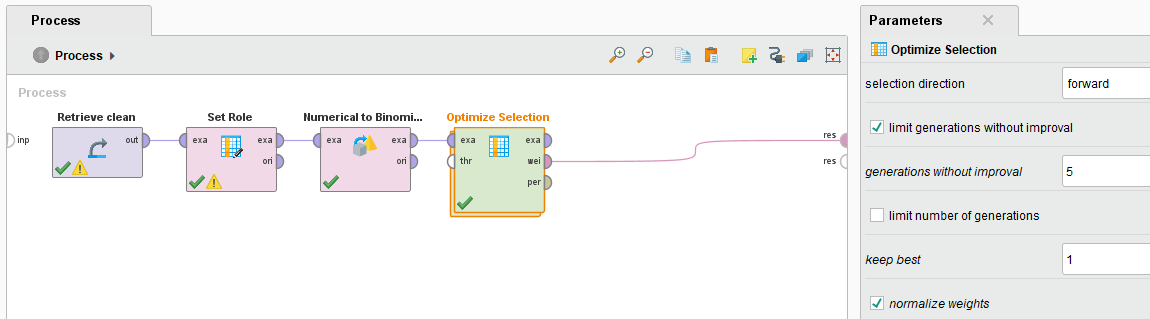 Process
Process
Process
inp
Retrieve clean
out
Set Role
exa
exa
ori
Numerical to Binomi...
exa
exa
ori
Optimize Selection
exa
exa
thr
wei
per
res
res
Parameters
Optimize Selection
selection direction
forward
limit generations without improval
generations without improval
5
limit number of generations
keep best
1
normalize weights